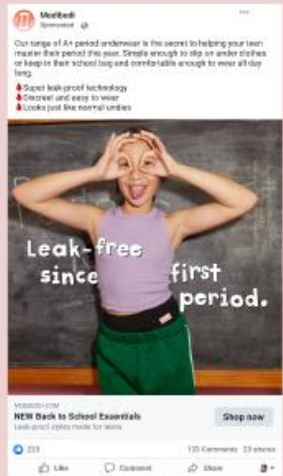 Modibodi
Sponsored ·
Our range of A+ period underwear is the secret to helping your teen
master their period this year. Simple enough to slip on under clothes
or keep in their school bag and comfortable enough to wear all day
long.
Super leak-proof technology
Discreet and easy to wear
Looks just like normal undies
Leak-free
since first
period.
MODIBODI.COM
NEW Back to School Essentials
Leak-proof styles made for teens
Shop now
223
135 Comments 23 shares
Like Comment Share